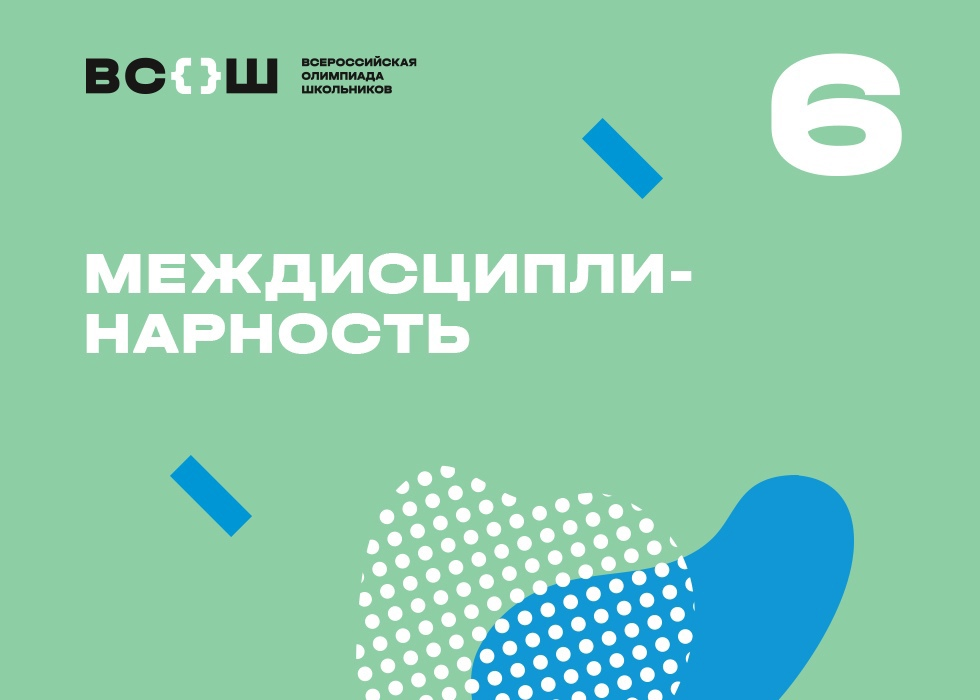 ВС{}Ш
ВСЕРОССИЙСКАЯ
ОЛИМПИАДА
ШКОЛЬНИКОВ
6
МЕЖДИСЦИПЛИ-
НАРНОСТЬ